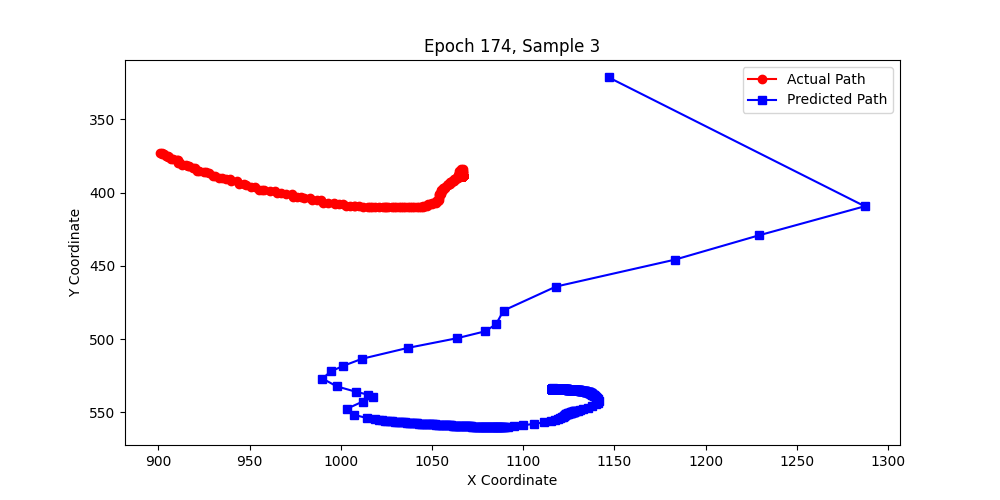 Epoch 174, Sample 3
Actual Path
Predicted Path
Y Coordinate
350
400
450
500
550
900
950
1000
1050
1100
1150
1200
1250
1300
X Coordinate